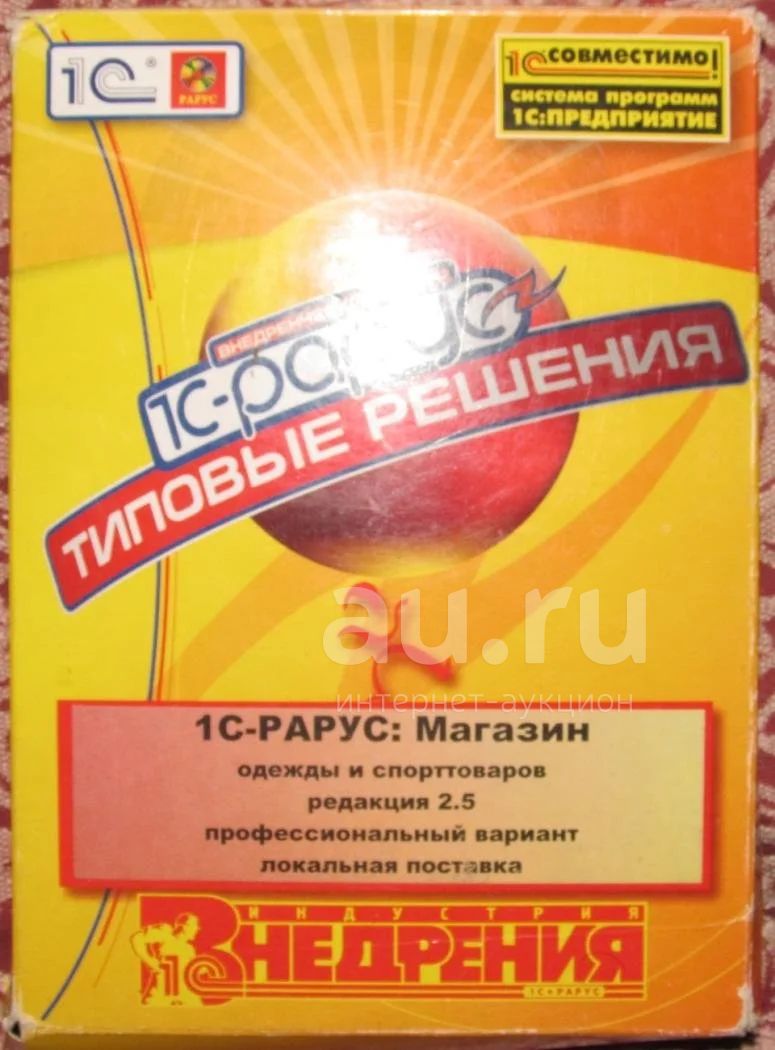 1С®
РАРУС
1С СОВМЕСТИМО!
система программ
1С:ПРЕДПРИЯТИЕ
1С-рарус
ТИПОВЫЕ РЕШЕНИЯ
au.ru
интернет-аукцион
1С-РАРУС: Магазин
одежды и спорттоваров
редакция 2.5
профессиональный вариант
локальная поставка
ИНДУСТРИЯ
ВНЕДРЕНИЯ
1С
1С+РАРУС